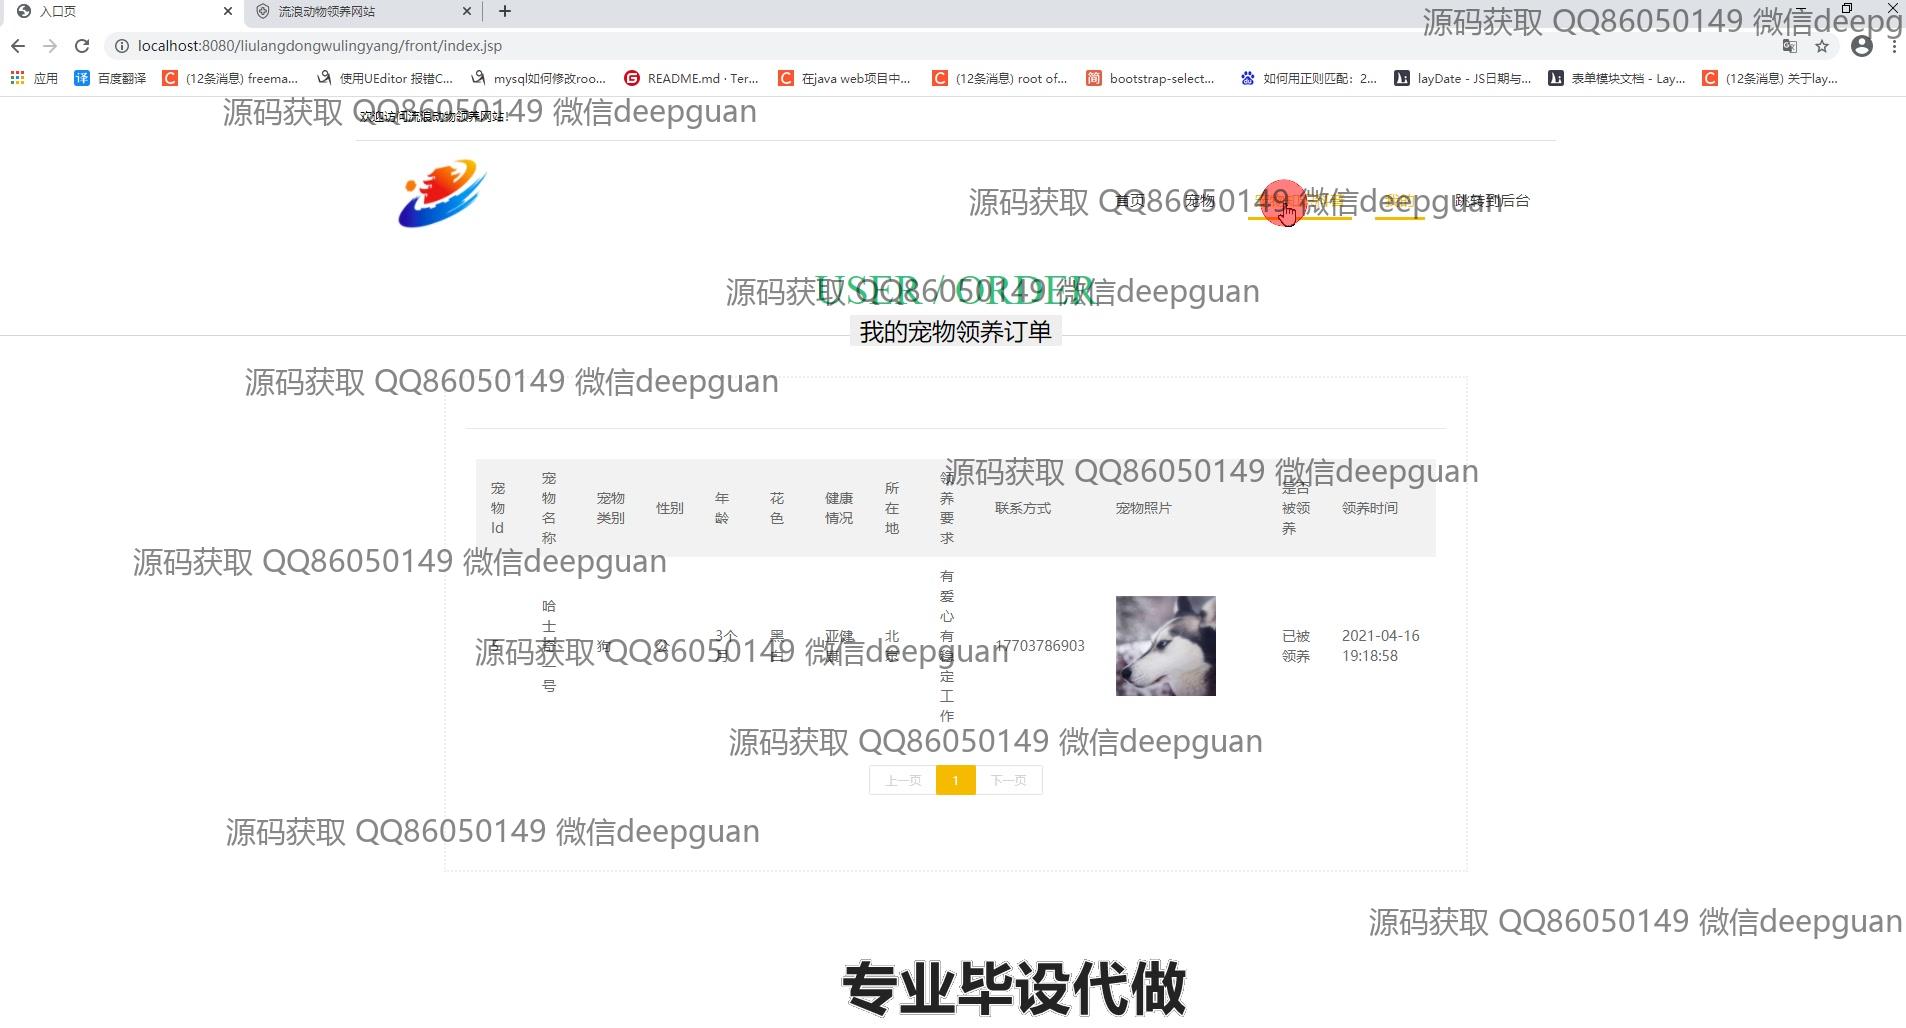 入口页
流浪动物领养网站
源码获取 QQ86050149 微信deepg
localhost:8080/liulangdongwulingyang/front/index.jsp
应用 百度翻译 (12条消息) freema... 使用UEditor 报错C... mysql如何修改roo... README.md · Ter... 在java web项目中... (12条消息) root of... bootstrap-select... 如何用正则匹配：2... layDate - JS日期与... 表单模块文档 - Lay... (12条消息) 关于lay...
源码获取 QQ86050149 微信deepguan
欢迎访问流浪动物领养网站!
首页 宠物 我的 跳转到后台
源码获取 QQ86050149 微信deepguan
USER / ORDER
源码获取 QQ86050149 微信deepguan
我的宠物领养订单
源码获取 QQ86050149 微信deepguan
源码获取 QQ86050149 微信deepguan
宠物Id 宠物名称 宠物类别 性别 年龄 花色 健康情况 所在地 领养要求 联系方式 宠物照片 是否被领养 领养时间
源码获取 QQ86050149 微信deepguan
哈士 号 狗 公 3个月 黑白 亚健康 北京 有爱心有稳定工作 17703786903 已被领养 2021-04-16 19:18:58
源码获取 QQ86050149 微信deepguan
源码获取 QQ86050149 微信deepguan
上一页 1 下一页
源码获取 QQ86050149 微信deepguan
源码获取 QQ86050149 微信deepguan
专业毕设代做